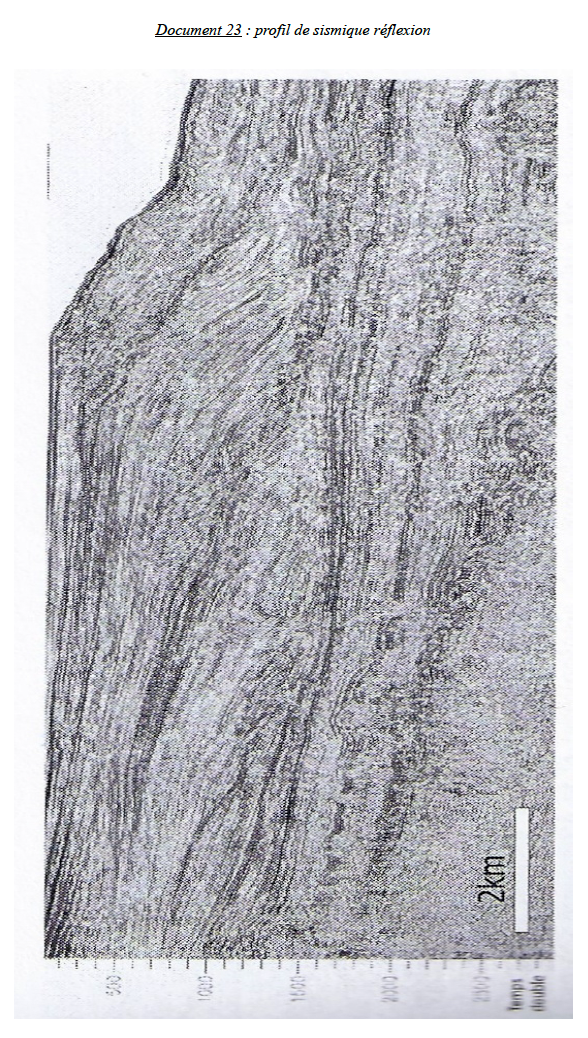 Document 23 : profil de sismique réflexion
2km
500
1000
1500
2000
2500
Temps
double